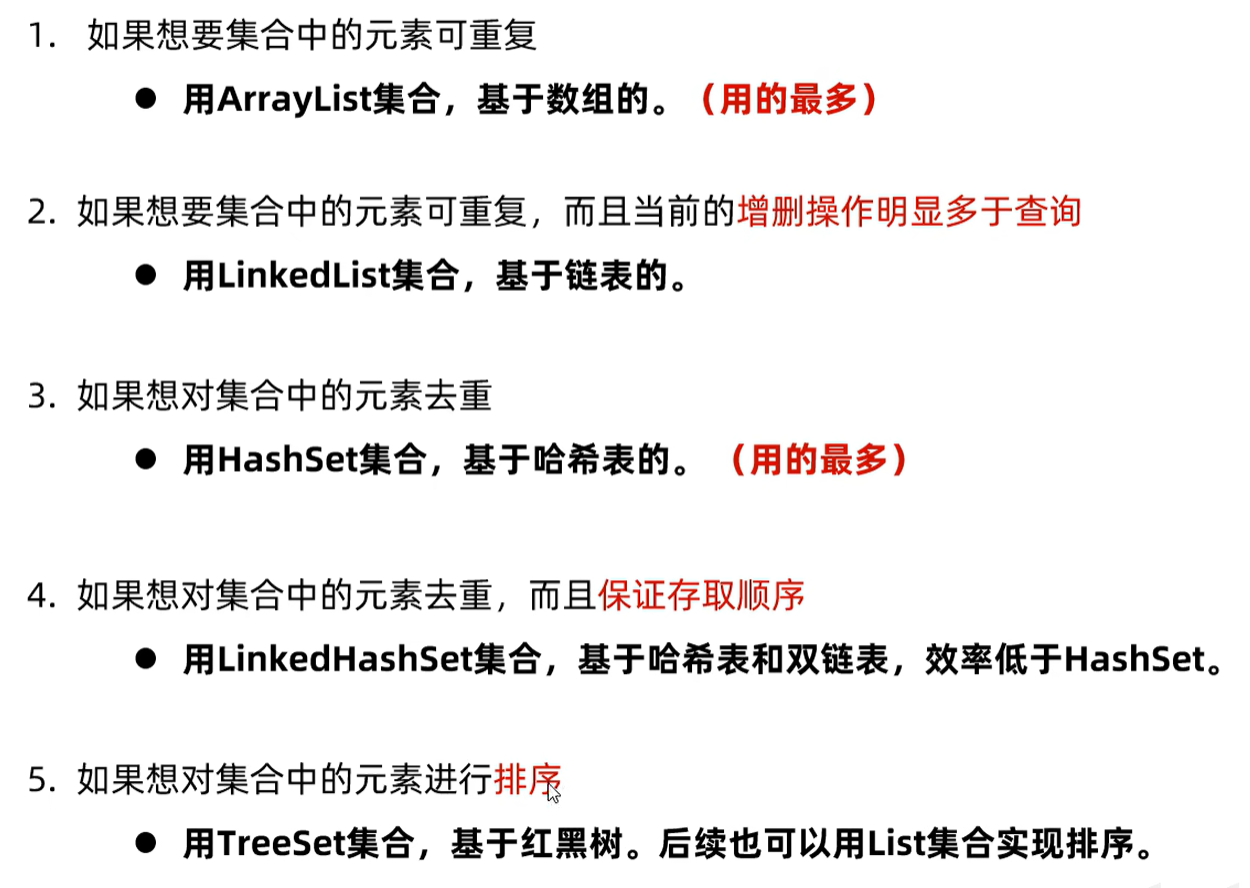 1. 如果想要集合中的元素可重复
● 用ArrayList集合，基于数组的。（用的最多）
2. 如果想要集合中的元素可重复，而且当前的增删操作明显多于查询
● 用LinkedList集合，基于链表的。
3. 如果想对集合中的元素去重
● 用HashSet集合，基于哈希表的。（用的最多）
4. 如果想对集合中的元素去重，而且保证存取顺序
● 用LinkedHashSet集合，基于哈希表和双链表，效率低于HashSet。
5. 如果想对集合中的元素进行排序
● 用TreeSet集合，基于红黑树。后续也可以用List集合实现排序。